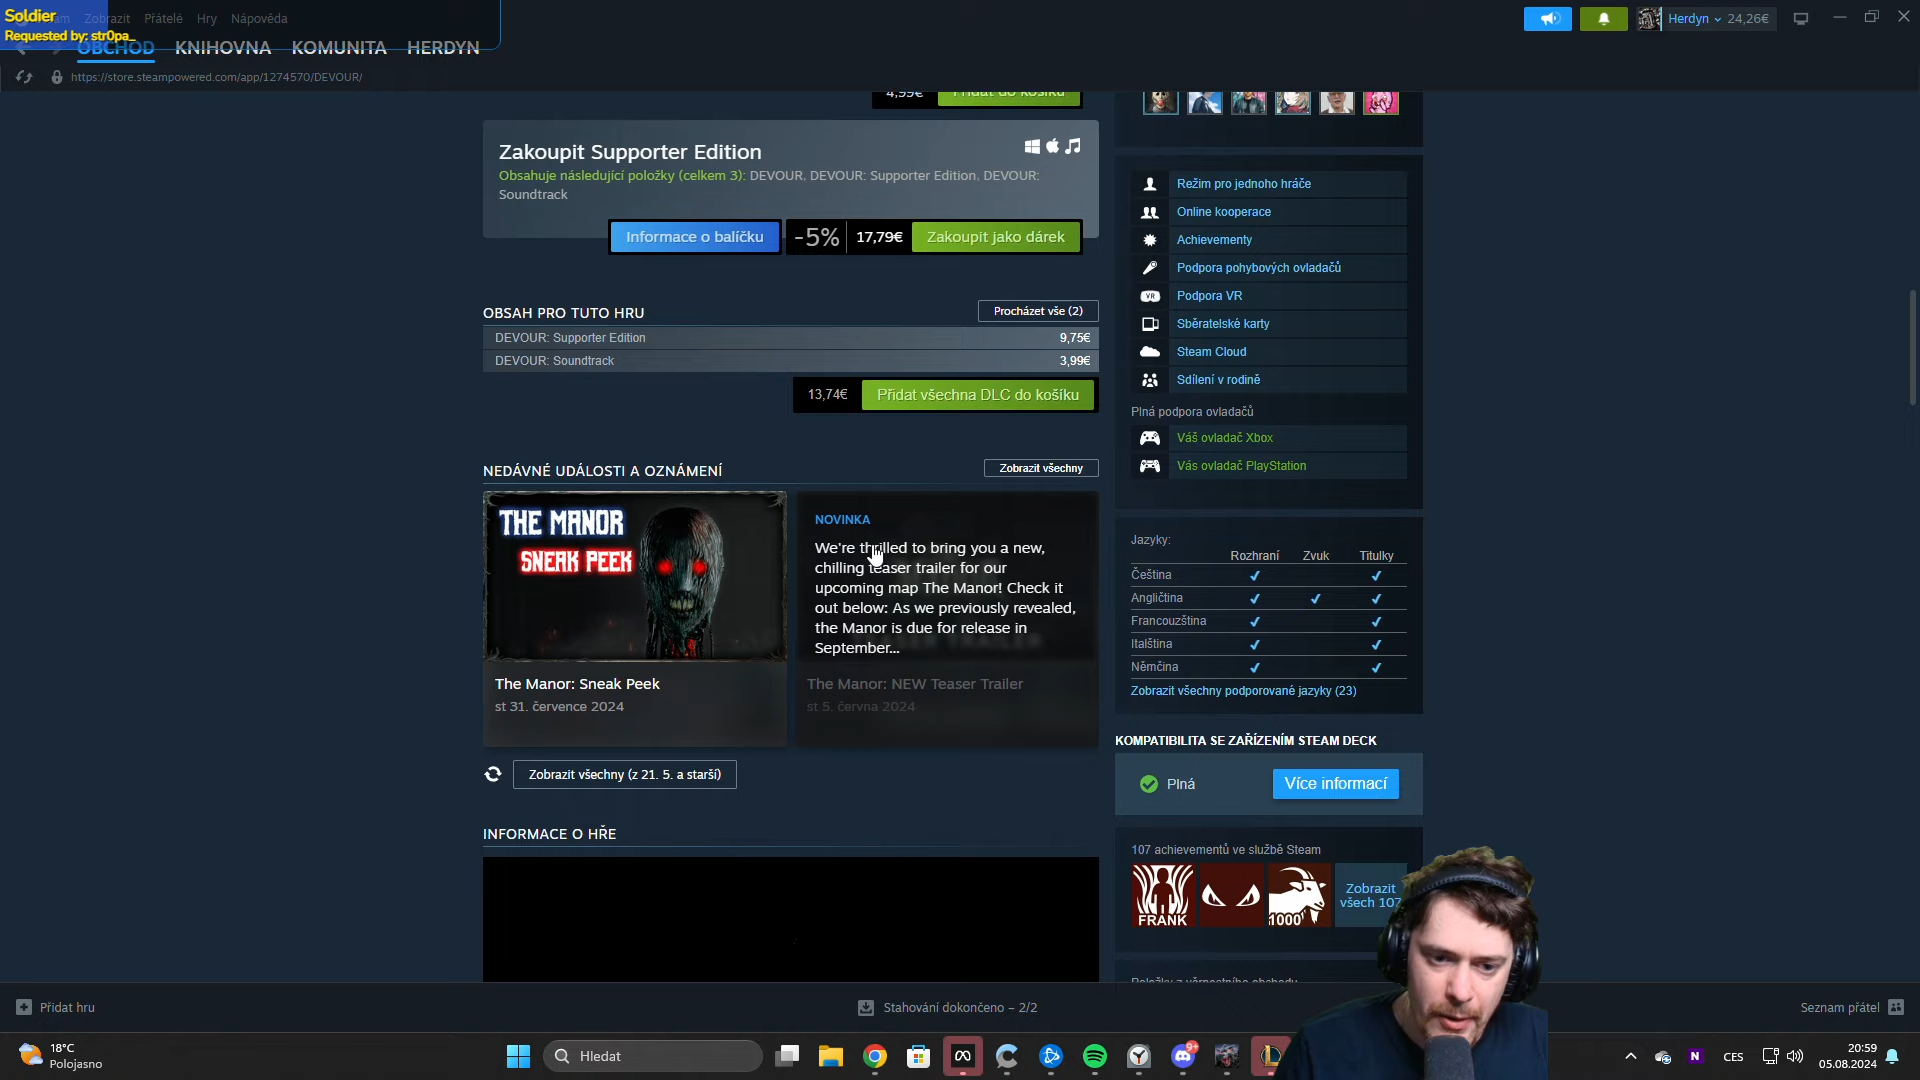 Soldier
Requested by: str0pa_
Zobrazit Přátelé Hry Nápověda
Herdyn 24,26€
OBCHOD KNIHOVNA KOMUNITA HERDYN
https://store.steampowered.com/app/1274570/DEVOUR/
4,99€ Přidat do košíku
Zakoupit Supporter Edition
Obsahuje následující položky (celkem 3): DEVOUR, DEVOUR: Supporter Edition, DEVOUR:
Soundtrack
Informace o balíčku -5% 17,79€ Zakoupit jako dárek
OBSAH PRO TUTO HRU Procházet vše (2)
DEVOUR: Supporter Edition 9,75€
DEVOUR: Soundtrack 3,99€
13,74€ Přidat všechna DLC do košíku
NEDÁVNÉ UDÁLOSTI A OZNÁMENÍ Zobrazit všechny
THE MANOR
SNEAK PEEK
The Manor: Sneak Peek
st 31. července 2024
NOVINKA
We're thrilled to bring you a new,
chilling teaser trailer for our
upcoming map The Manor! Check it
out below: As we previously revealed,
the Manor is due for release in
September...
The Manor: NEW Teaser Trailer
st 5. června 2024
Zobrazit všechny (z 21. 5. a starší)
INFORMACE O HŘE
Režim pro jednoho hráče
Online kooperace
Achievementy
Podpora pohybových ovladačů
VR Podpora VR
Sběratelské karty
Steam Cloud
Sdílení v rodině
Plná podpora ovladačů
Váš ovladač Xbox
Vás ovladač PlayStation
Jazyky:
Rozhraní Zvuk Titulky
Čeština
Angličtina
Francouzština
Italština
Němčina
Zobrazit všechny podporované jazyky (23)
KOMPATIBILITA SE ZAŘÍZENÍM STEAM DECK
Plná Více informací
107 achievementů ve službě Steam
FRANK
1000
Zobrazit
všech 107
Přidat hru
Stahování dokončeno – 2/2
Seznam přátel
18°C
Polojasno
Hledat
9+
N
CES
20:59
05.08.2024